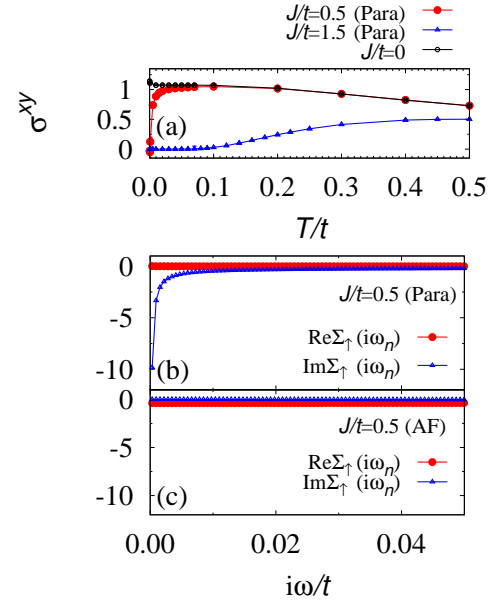 J/t=0.5 (Para)
J/t=1.5 (Para)
J/t=0
σ^xy
1
0.5
0
(a)
0.0 0.1 0.2 0.3 0.4 0.5
T/t
0
-5
-10
J/t=0.5 (Para)
ReΣ↑(iωn)
ImΣ↑(iωn)
(b)
0
-5
-10
J/t=0.5 (AF)
ReΣ↑(iωn)
ImΣ↑(iωn)
(c)
0.00 0.02 0.04
iω/t